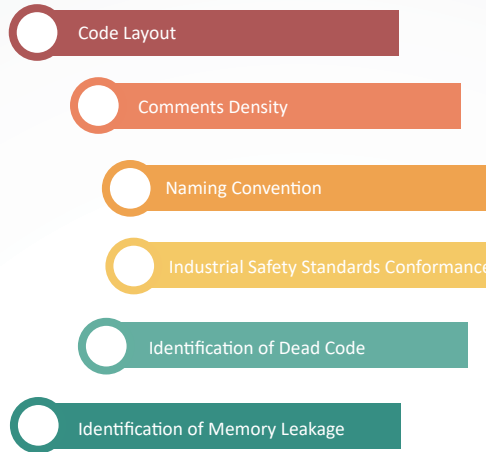 Code Layout
Comments Density
Naming Convention
Industrial Safety Standards Conformance
Identification of Dead Code
Identification of Memory Leakage